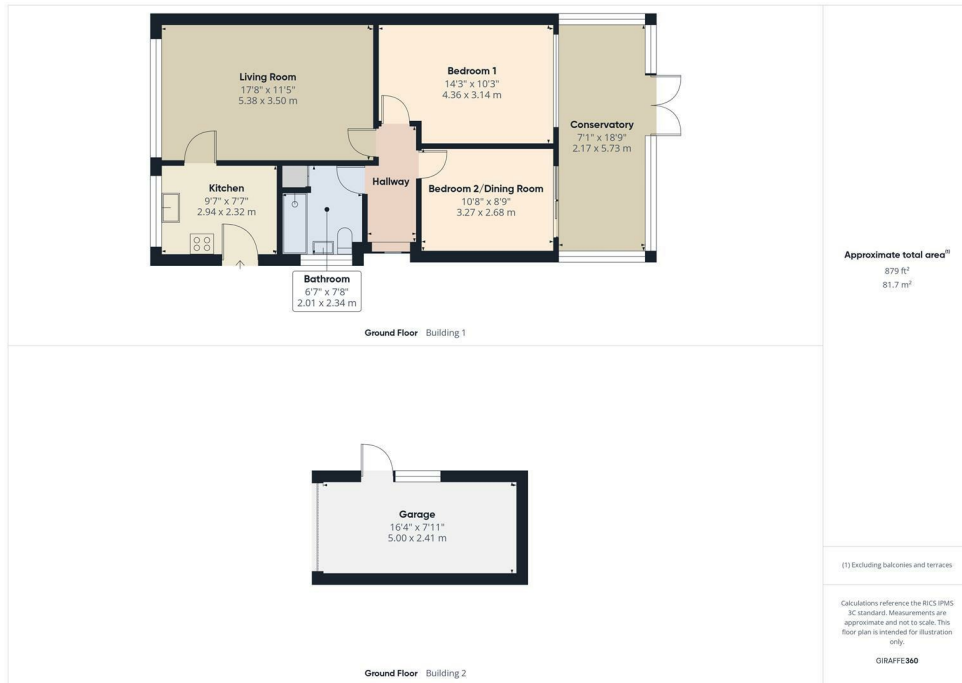 Living Room
17'8" x 11'5"
5.38 x 3.50 m
Bedroom 1
14'3" x 10'3"
4.36 x 3.14 m
Conservatory
7'1" x 18'9"
2.17 x 5.73 m
Kitchen
9'7" x 7'7"
2.94 x 2.32 m
Hallway
Bedroom 2/Dining Room
10'8" x 8'9"
3.27 x 2.68 m
Bathroom
6'7" x 7'8"
2.01 x 2.34 m
Ground Floor Building 1
Garage
16'4" x 7'11"
5.00 x 2.41 m
Ground Floor Building 2
Approximate total area⁽¹⁾
879 ft²
81.7 m²
(1) Excluding balconies and terraces
Calculations reference the RICS IPMS
3C standard. Measurements are
approximate and not to scale. This
floor plan is intended for illustration
only.
GIRAFFE360